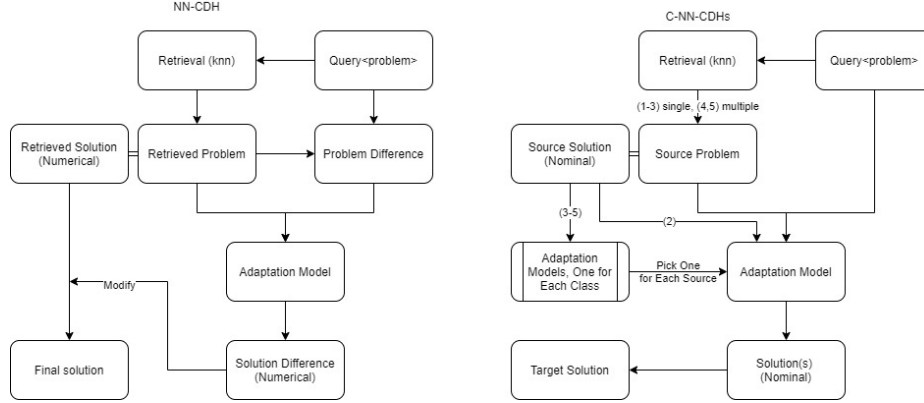 NN-CDH
Retrieval (knn)
Query<problem>
Retrieved Solution
(Numerical)
Retrieved Problem
Problem Difference
Adaptation Model
Modify
Final solution
Solution Difference
(Numerical)
C-NN-CDHs
Retrieval (knn)
Query<problem>
(1-3) single, (4,5) multiple
Source Solution
(Nominal)
Source Problem
(3-5)
(2)
Adaptation
Models, One for
Each Class
Pick One
for Each Source
Adaptation Model
Target Solution
Solution(s)
(Nominal)